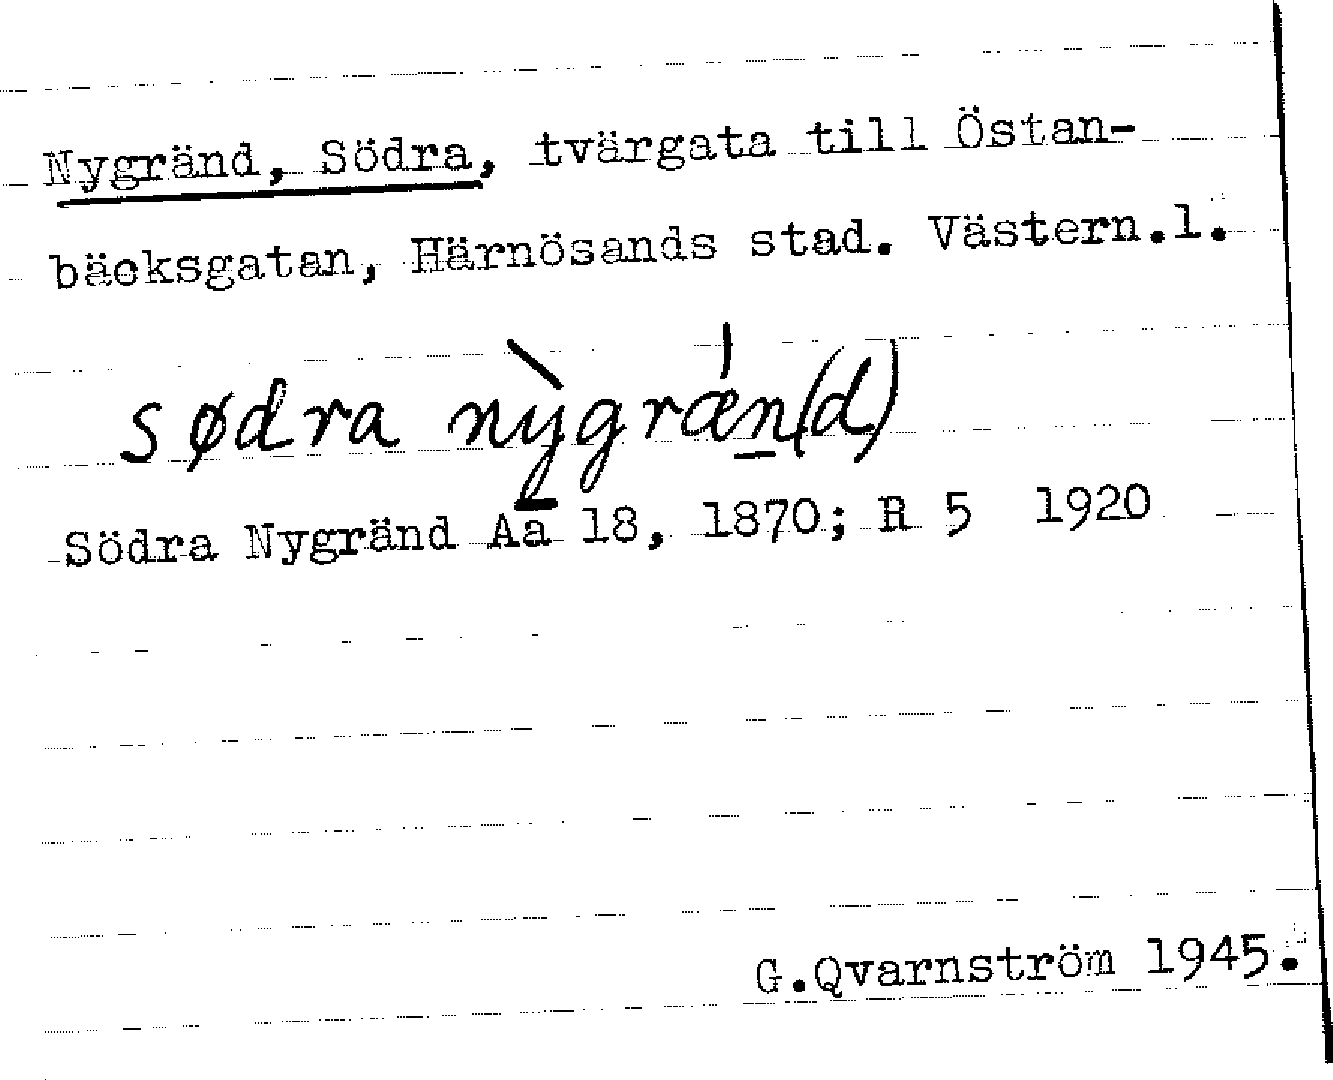 Nygränd, Södra, tvärgata till Östan-
bäcksgatan, Härnösands stad. Västern.l.
sødra nỳgræ̍n(d)
Södra Nygränd Aa 18, 1870; R 5 1920
G.Qvarnström 1945.